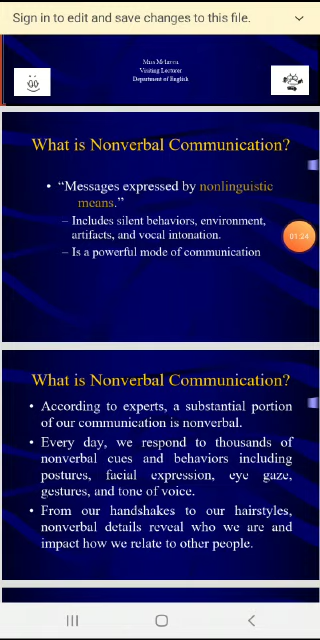 Sign in to edit and save changes to this file.
Visiting Lecturer
Department of English
What is Nonverbal Communication?
• “Messages expressed by nonlinguistic
means.”
– Includes silent behaviors, environment,
artifacts, and vocal intonation.
– Is a powerful mode of communication
01:24
What is Nonverbal Communication?
• According to experts, a substantial portion
of our communication is nonverbal.
• Every day, we respond to thousands of
nonverbal cues and behaviors including
postures, facial expression, eye gaze,
gestures, and tone of voice.
• From our handshakes to our hairstyles,
nonverbal details reveal who we are and
impact how we relate to other people.